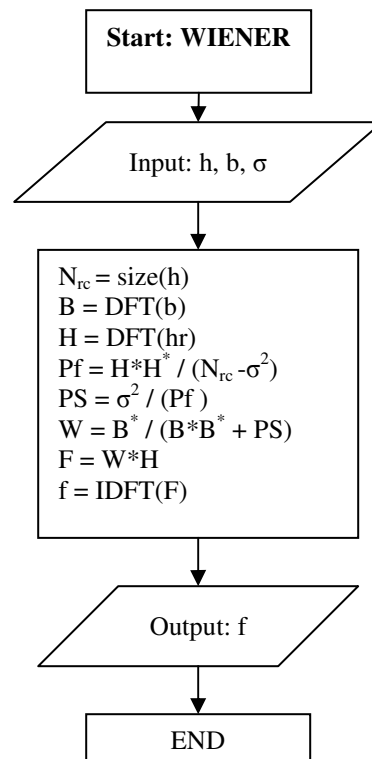 Start: WIENER
Input: h, b, σ
N_rc = size(h)
B = DFT(b)
H = DFT(hr)
Pf = H*H^* / (N_rc -σ^2)
PS = σ^2 / (Pf )
W = B^* / (B*B^* + PS)
F = W*H
f = IDFT(F)
Output: f
END